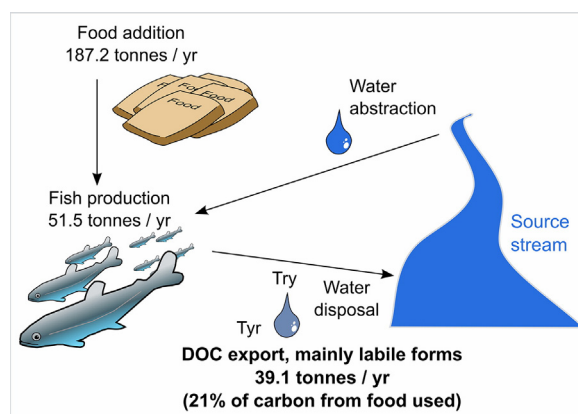 Food addition
187.2 tonnes / yr
Food
Food
Water
abstraction
Fish production
51.5 tonnes / yr
Source
stream
Try
Tyr
Water
disposal
DOC export, mainly labile forms
39.1 tonnes / yr
(21% of carbon from food used)